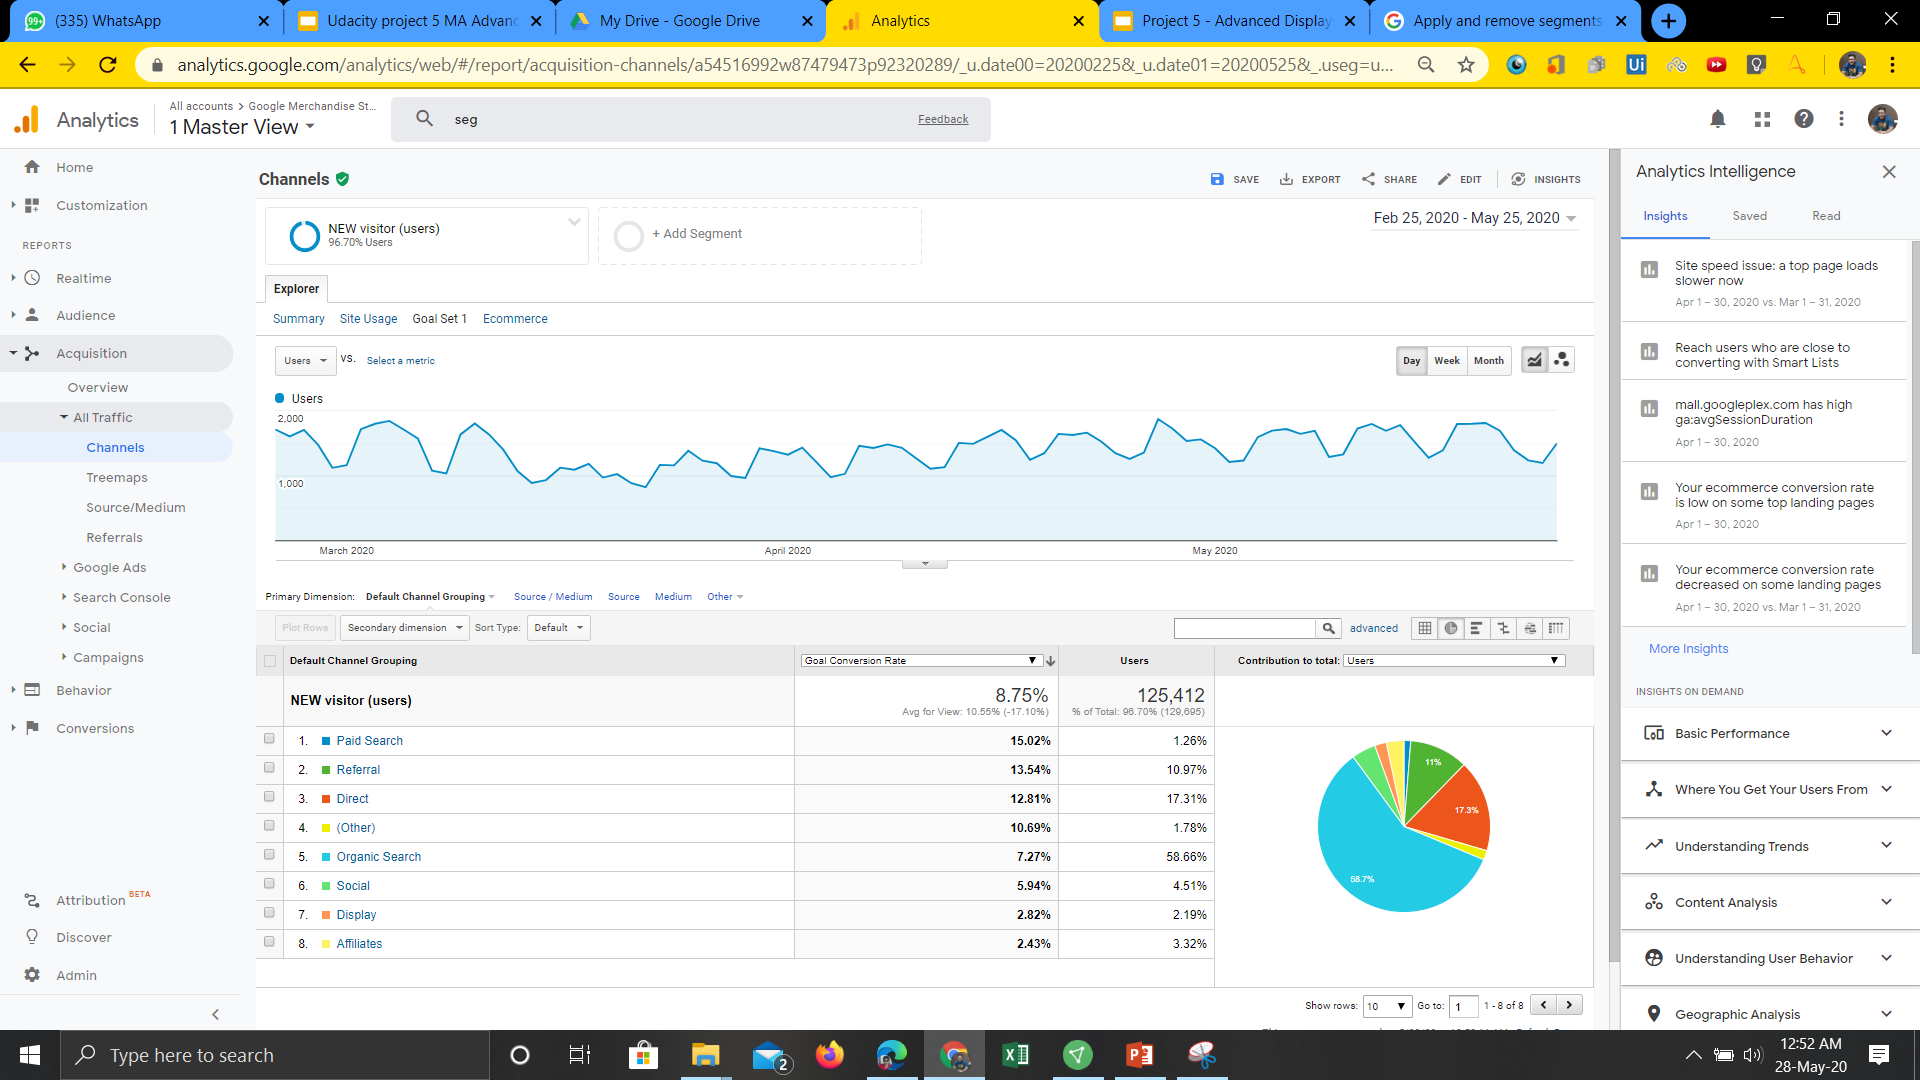 (335) WhatsApp
Udacity project 5 MA Advanc
My Drive - Google Drive
Analytics
Project 5 - Advanced Display
Apply and remove segments
analytics.google.com/analytics/web/#/report/acquisition-channels/a54516992w87479473p92320289/_u.date00=20200225&_u.date01=20200525&_.useg=u...
Analytics
All accounts > Google Merchandise St...
1 Master View
seg
Feedback
Home
Customization
REPORTS
Realtime
Audience
Acquisition
Overview
All Traffic
Channels
Treemaps
Source/Medium
Referrals
Google Ads
Search Console
Social
Campaigns
Behavior
Conversions
Attribution BETA
Discover
Admin
Channels
SAVE EXPORT SHARE EDIT INSIGHTS
NEW visitor (users)
96.70% Users
+ Add Segment
Feb 25, 2020 - May 25, 2020
Explorer
Summary Site Usage Goal Set 1 Ecommerce
Users VS. Select a metric
Day Week Month
Users
2,000
1,000
March 2020 April 2020 May 2020
Primary Dimension: Default Channel Grouping Source / Medium Source Medium Other
Plot Rows Secondary dimension Sort Type: Default advanced
Default Channel Grouping Goal Conversion Rate Users Contribution to total: Users
NEW visitor (users) 8.75% 125,412
Avg for View: 10.55% (-17.10%) % of Total: 96.70% (129,695)
1. Paid Search 15.02% 1.26%
2. Referral 13.54% 10.97%
3. Direct 12.81% 17.31%
4. (Other) 10.69% 1.78%
5. Organic Search 7.27% 58.66%
6. Social 5.94% 4.51%
7. Display 2.82% 2.19%
8. Affiliates 2.43% 3.32%
11%
17.3%
58.7%
Show rows: 10 Go to: 1 1 - 8 of 8
Analytics Intelligence
Insights Saved Read
Site speed issue: a top page loads
slower now
Apr 1 – 30, 2020 vs. Mar 1 – 31, 2020
Reach users who are close to
converting with Smart Lists
mall.googleplex.com has high
ga:avgSessionDuration
Apr 1 – 30, 2020
Your ecommerce conversion rate
is low on some top landing pages
Apr 1 – 30, 2020
Your ecommerce conversion rate
decreased on some landing pages
Apr 1 – 30, 2020 vs. Mar 1 – 31, 2020
More Insights
INSIGHTS ON DEMAND
Basic Performance
Where You Get Your Users From
Understanding Trends
Content Analysis
Understanding User Behavior
Geographic Analysis
Type here to search
2
12:52 AM
28-May-20